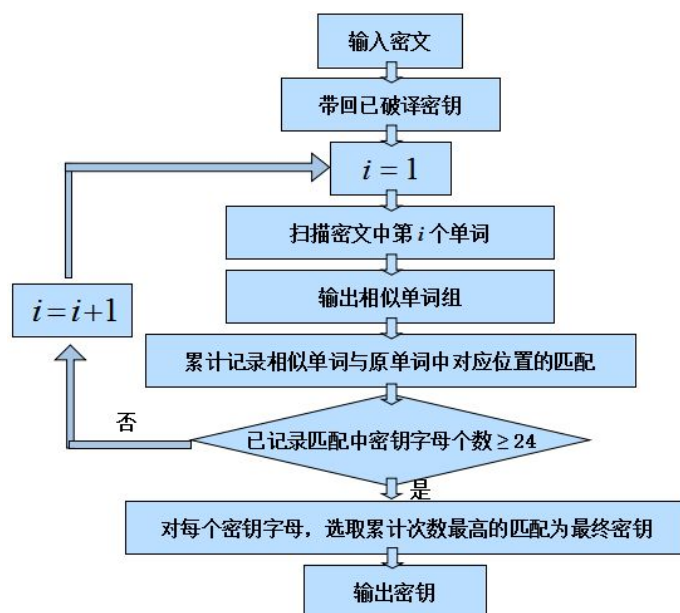 输入密文
带回已破译密钥
i = 1
扫描密文中第 i 个单词
输出相似单词组
i=i+1
累计记录相似单词与原单词中对应位置的匹配
否
已记录匹配中密钥字母个数 ≥ 24
是
对每个密钥字母，选取累计次数最高的匹配为最终密钥
输出密钥